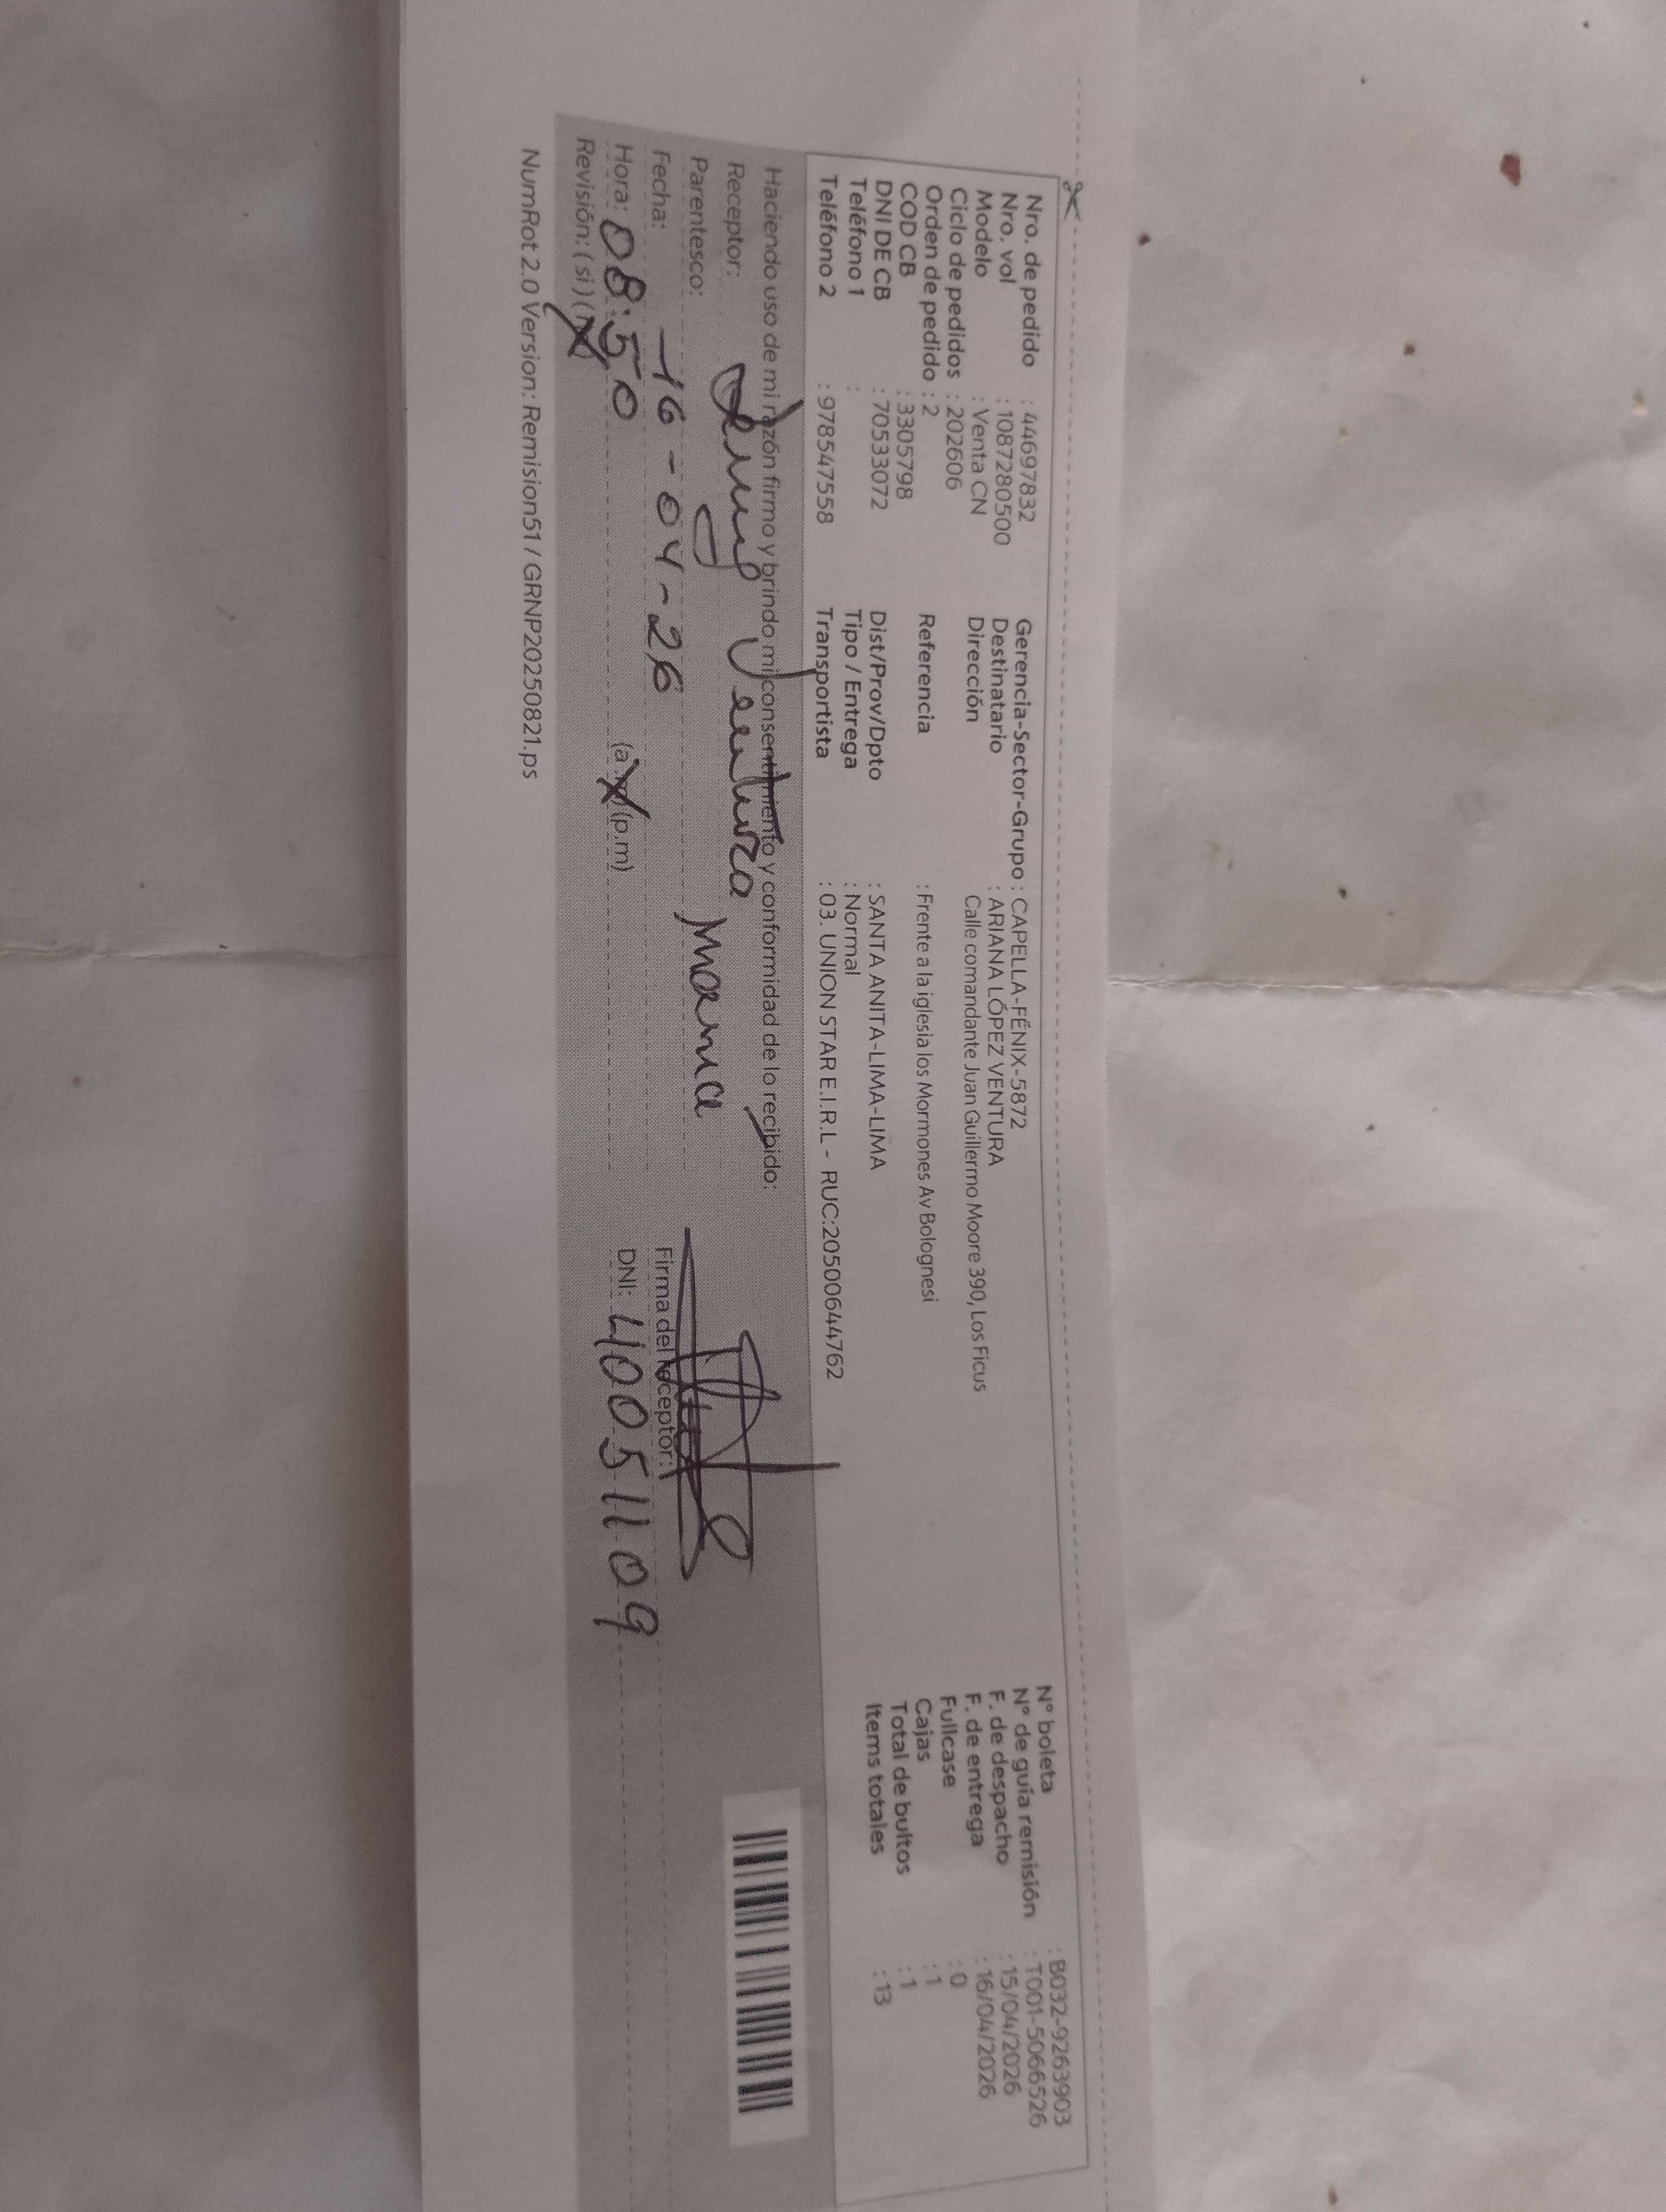 Nro. de pedido : 44697832
Nro. vol : 1087280500
Modelo : Venta CN
Ciclo de pedidos : 202606
Orden de pedido : 2
COD CB : 3305798
DNI DE CB : 70533072
Teléfono 1 :
Teléfono 2 : 978547558
Gerencia-Sector-Grupo : CAPELLA-FÉNIX-5872
Destinatario : ARIANA LÓPEZ VENTURA
Dirección Calle comandante Juan Guillermo Moore 390, Los Ficus
Referencia : Frente a la iglesia los Mormones Av Bolognesi
Dist/Prov/Dpto : SANTA ANITA-LIMA-LIMA
Tipo / Entrega : Normal
Transportista : 03. UNION STAR E.I.R.L - RUC:20500644762
N° boleta : B032-9263903
N° de guía remisión : T001-5066526
F. de despacho : 15/04/2026
F. de entrega : 16/04/2026
Fullcase : 0
Cajas : 1
Total de bultos : 1
Items totales : 13
Haciendo uso de mi razón firmo y brindo mi consentimiento y conformidad de lo recibido:
Receptor: Ventura
Parentesco:
Fecha: 16-04-26
Firma del Receptor:
Hora: 08:50 (a.m) (p.m)
DNI: 40051109
Revisión: ( si ) (
NumRot 2.0 Version: Remision51 / GRNP20250821.ps